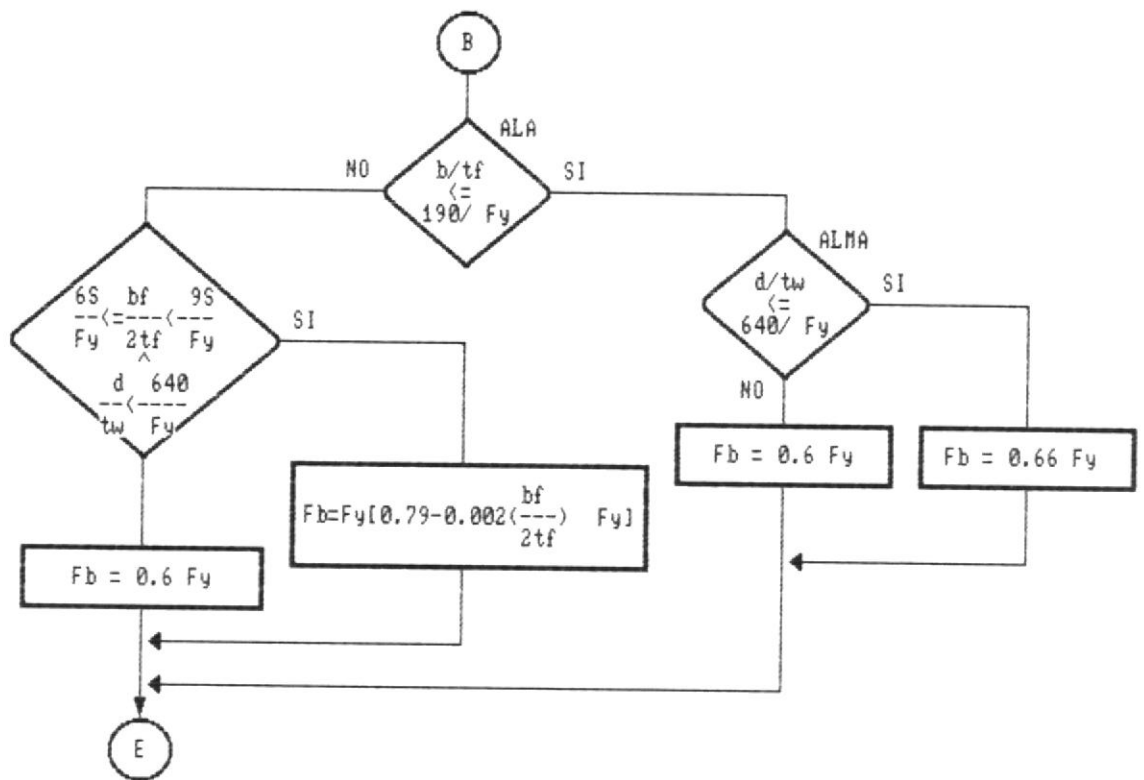 B
ALA
NO
SI
b/tf
<=
190/ Fy
ALMA
d/tw
<=
640/ Fy
SI
NO
6S bf 9S
--<=---<---
Fy 2tf Fy
^
d 640
--<----
tw Fy
SI
Fb = 0.6 Fy
Fb = 0.66 Fy
bf
Fb=Fy[0.79-0.002(---) Fy]
2tf
Fb = 0.6 Fy
E